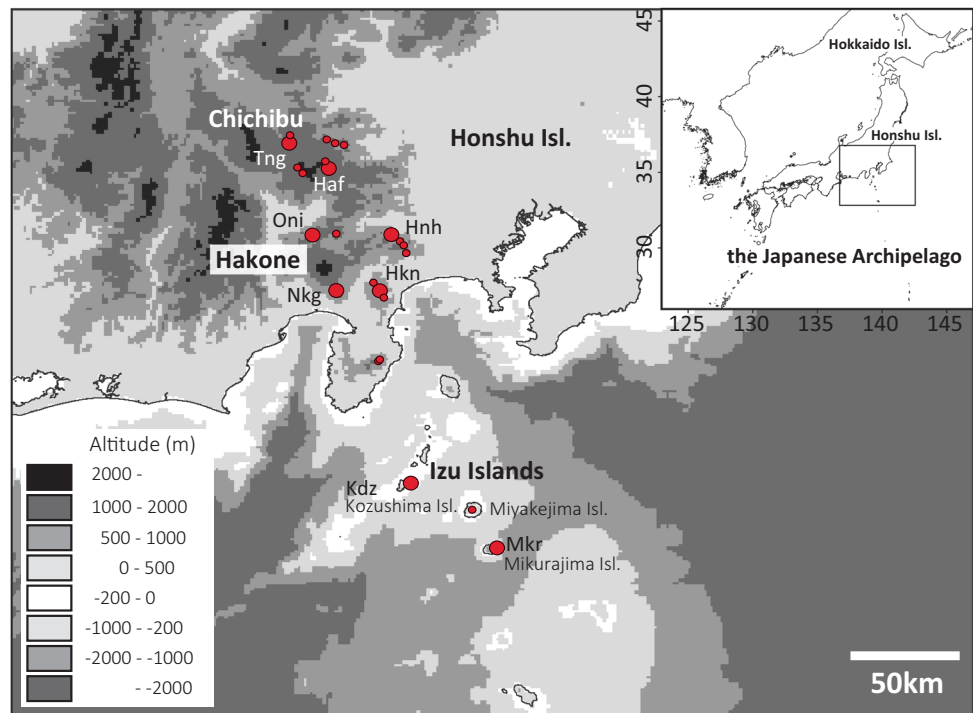 Chichibu
Tng
Haf
Honshu Isl.
Oni
Hnh
Hakone
Hkn
Nkg
Izu Islands
Kdz
Kozushima Isl.
Miyakejima Isl.
Mkr
Mikurajima Isl.
Altitude (m)
2000 -
1000 - 2000
500 - 1000
0 - 500
-200 - 0
-1000 - -200
-2000 - -1000
- -2000
50km
Hokkaido Isl.
Honshu Isl.
the Japanese Archipelago
45
40
35
30
125 130 135 140 145